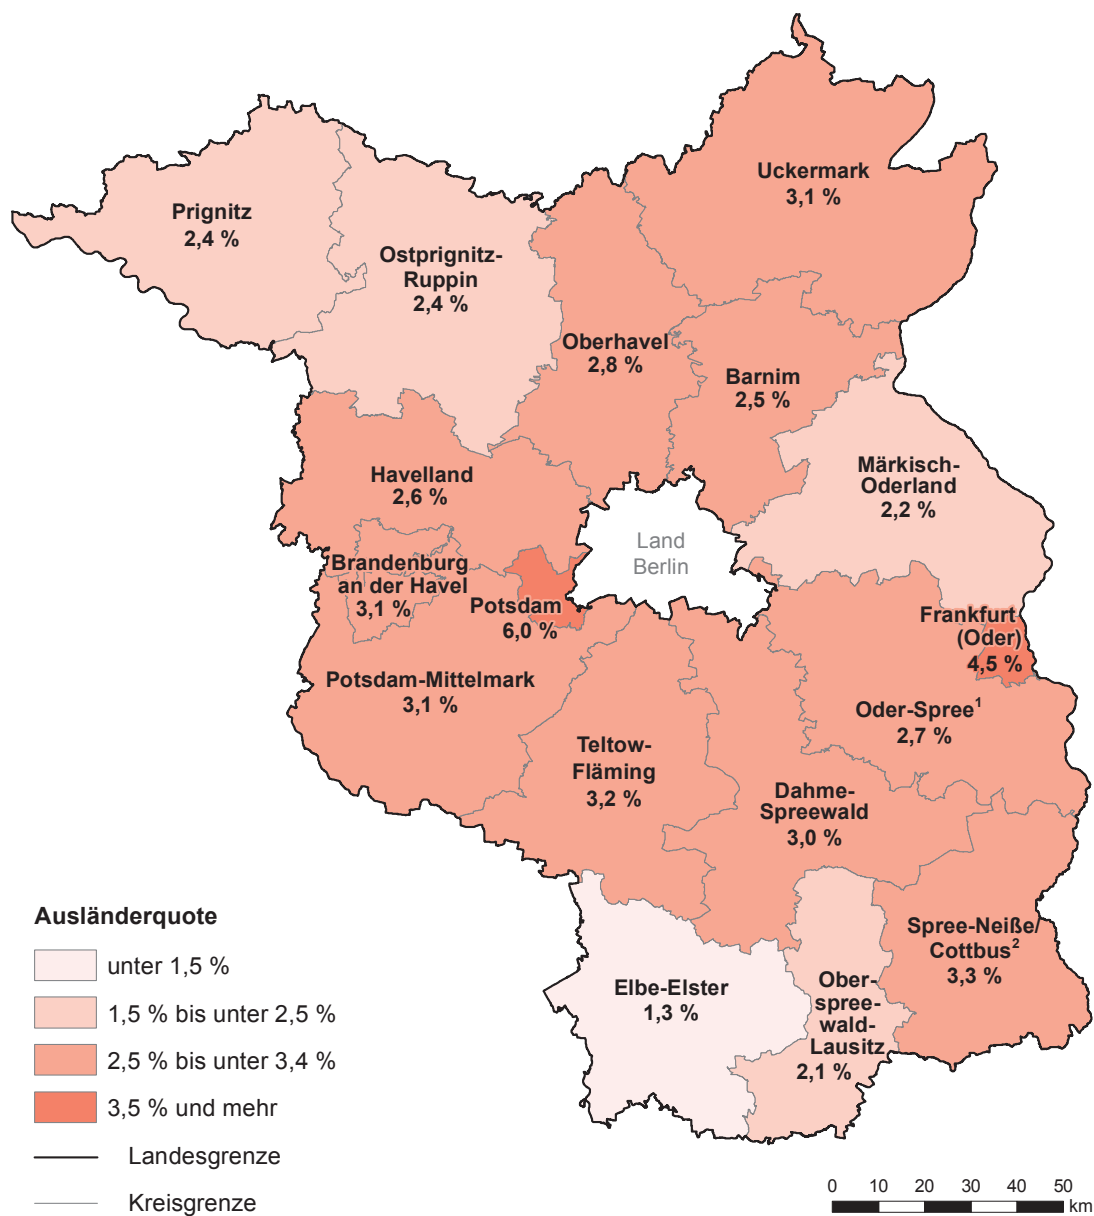 Uckermark
3,1 %
Prignitz
2,4 %
Ostprignitz-
Ruppin
2,4 %
Oberhavel
2,8 %
Barnim
2,5 %
Havelland
2,6 %
Märkisch-
Oderland
2,2 %
Land
Berlin
Brandenburg
an der Havel
3,1 %
Potsdam
6,0 %
Frankfurt
(Oder)
4,5 %
Potsdam-Mittelmark
3,1 %
Oder-Spree¹
2,7 %
Teltow-
Fläming
3,2 %
Dahme-
Spreewald
3,0 %
Spree-Neiße/
Cottbus²
3,3 %
Elbe-Elster
1,3 %
Ober-
spree-
wald-
Lausitz
2,1 %
Ausländerquote
unter 1,5 %
1,5 % bis unter 2,5 %
2,5 % bis unter 3,4 %
3,5 % und mehr
Landesgrenze
Kreisgrenze
0 10 20 30 40 50
km